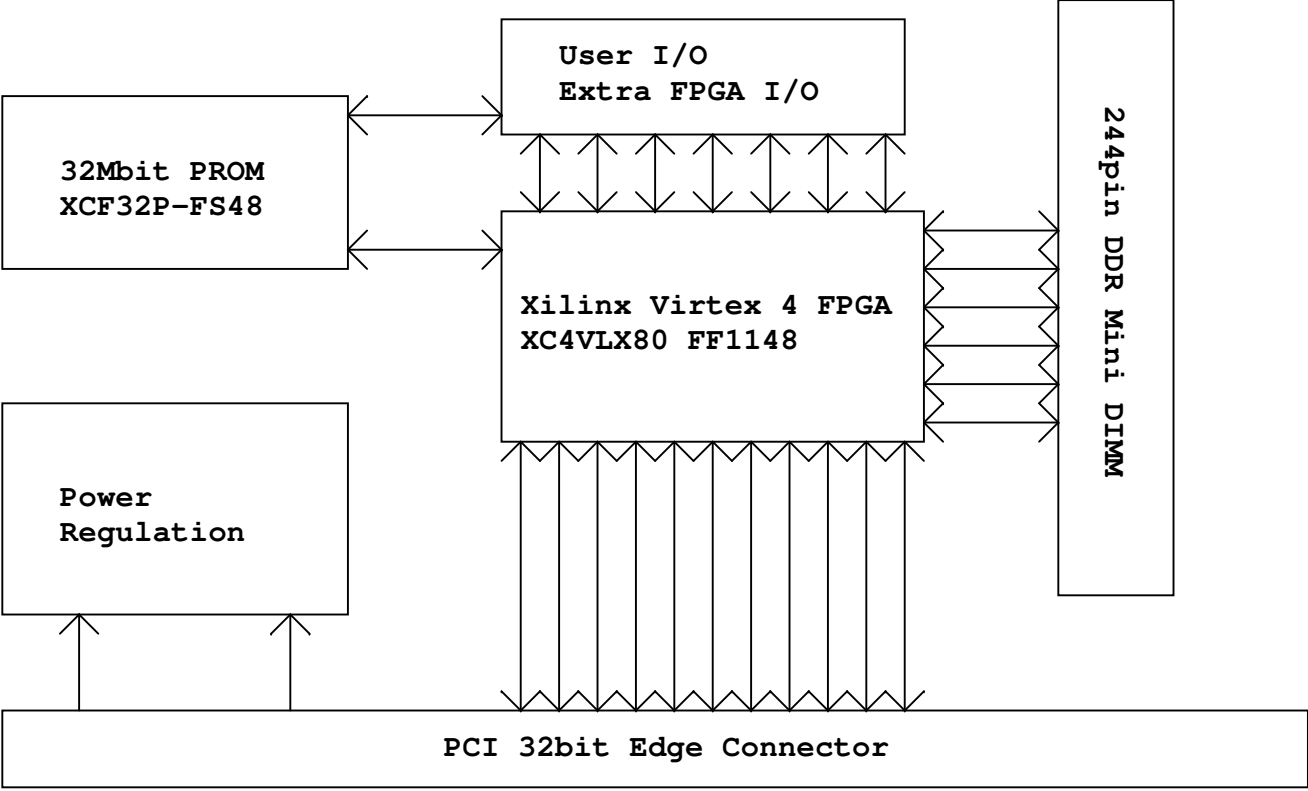 User I/O
Extra FPGA I/O
32Mbit PROM
XCF32P-FS48
Xilinx Virtex 4 FPGA
XC4VLX80 FF1148
244pin DDR Mini DIMM
Power
Regulation
PCI 32bit Edge Connector